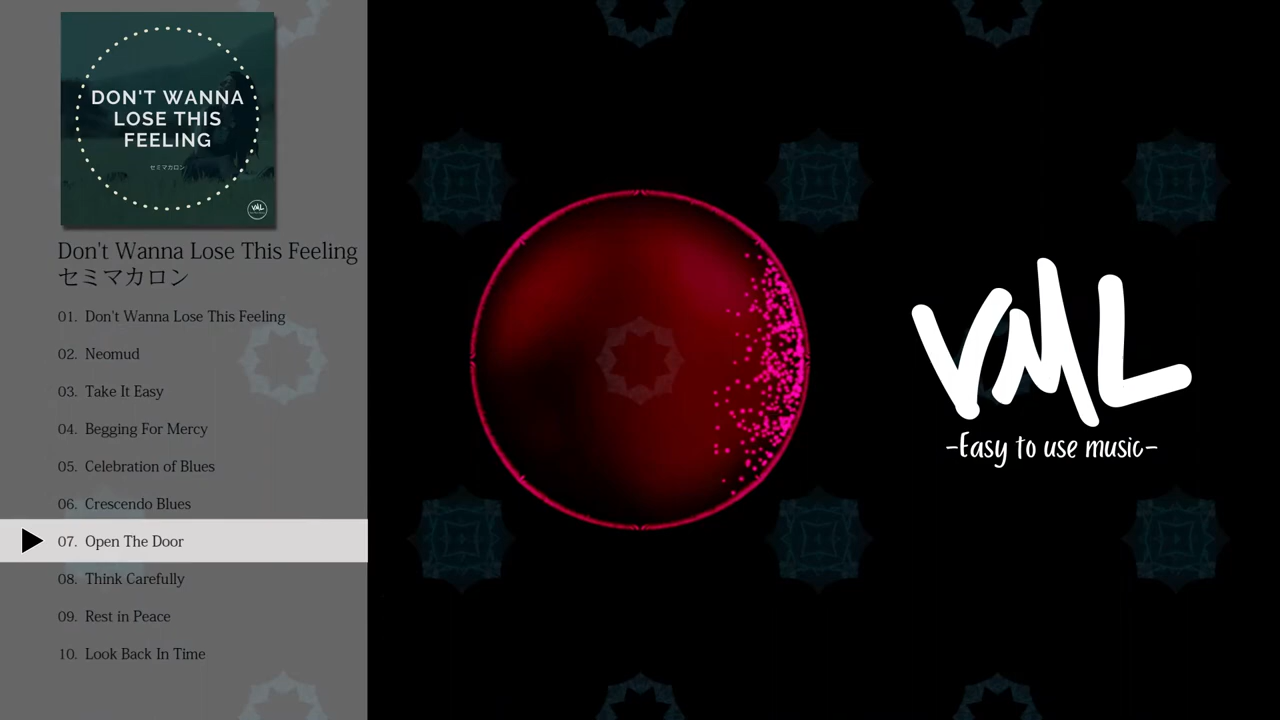 DON'T WANNA
LOSE THIS
FEELING
セミマカロン
VML
Don't Wanna Lose This Feeling
セミマカロン
01. Don't Wanna Lose This Feeling
02. Neomud
03. Take It Easy
04. Begging For Mercy
05. Celebration of Blues
06. Crescendo Blues
07. Open The Door
08. Think Carefully
09. Rest in Peace
10. Look Back In Time
VML
-Easy to use music-